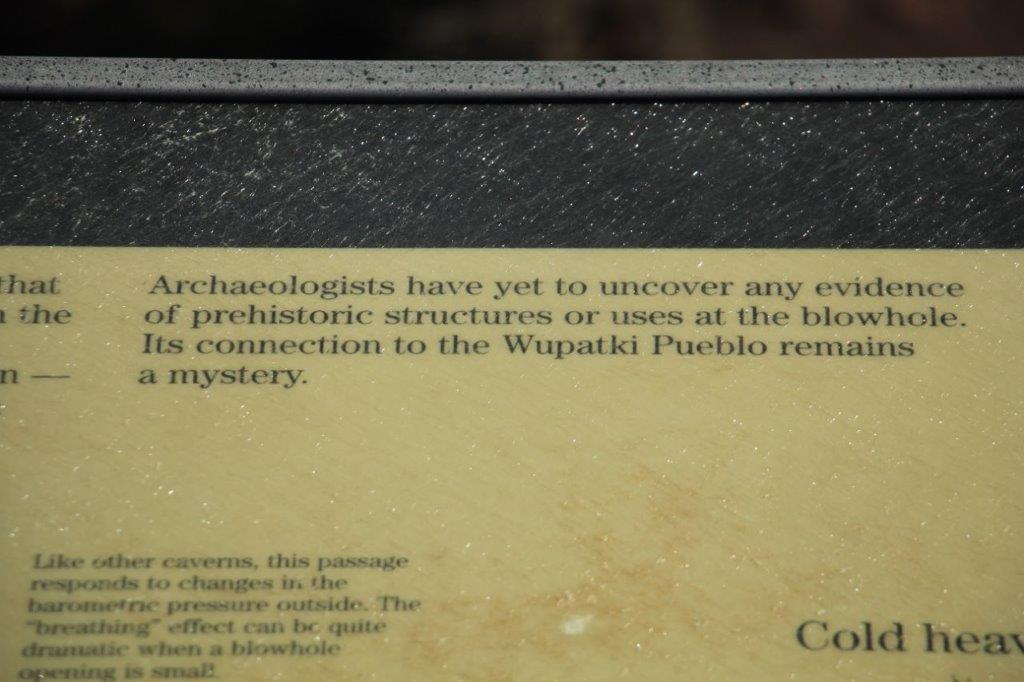 that
the
n —
Archaeologists have yet to uncover any evidence
of prehistoric structures or uses at the blowhole.
Its connection to the Wupatki Pueblo remains
a mystery.
Like other caverns, this passage
responds to changes in the
barometric pressure outside. The
"breathing" effect can be quite
dramatic when a blowhole
opening is small.
Cold heav